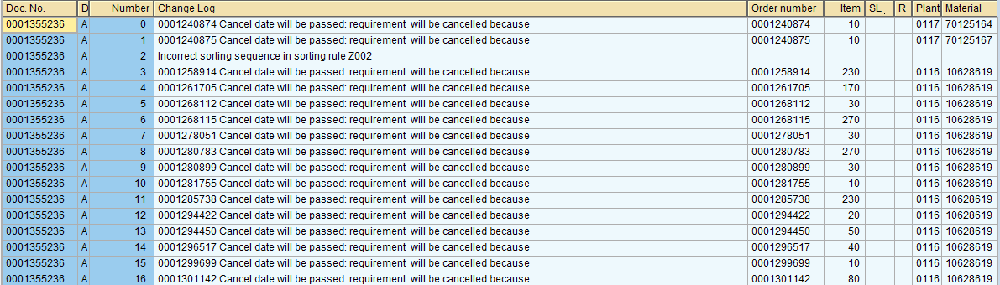 Doc. No. D Number Change Log Order number Item SL... R Plant Material
0001355236 A 0 0001240874 Cancel date will be passed: requirement will be cancelled because 0001240874 10 0117 70125164
0001355236 A 1 0001240875 Cancel date will be passed: requirement will be cancelled because 0001240875 10 0117 70125167
0001355236 A 2 Incorrect sorting sequence in sorting rule Z002
0001355236 A 3 0001258914 Cancel date will be passed: requirement will be cancelled because 0001258914 230 0116 10628619
0001355236 A 4 0001261705 Cancel date will be passed: requirement will be cancelled because 0001261705 170 0116 10628619
0001355236 A 5 0001268112 Cancel date will be passed: requirement will be cancelled because 0001268112 30 0116 10628619
0001355236 A 6 0001268115 Cancel date will be passed: requirement will be cancelled because 0001268115 270 0116 10628619
0001355236 A 7 0001278051 Cancel date will be passed: requirement will be cancelled because 0001278051 30 0116 10628619
0001355236 A 8 0001280783 Cancel date will be passed: requirement will be cancelled because 0001280783 270 0116 10628619
0001355236 A 9 0001280899 Cancel date will be passed: requirement will be cancelled because 0001280899 30 0116 10628619
0001355236 A 10 0001281755 Cancel date will be passed: requirement will be cancelled because 0001281755 10 0116 10628619
0001355236 A 11 0001285738 Cancel date will be passed: requirement will be cancelled because 0001285738 230 0116 10628619
0001355236 A 12 0001294422 Cancel date will be passed: requirement will be cancelled because 0001294422 20 0116 10628619
0001355236 A 13 0001294450 Cancel date will be passed: requirement will be cancelled because 0001294450 50 0116 10628619
0001355236 A 14 0001296517 Cancel date will be passed: requirement will be cancelled because 0001296517 40 0116 10628619
0001355236 A 15 0001299699 Cancel date will be passed: requirement will be cancelled because 0001299699 10 0116 10628619
0001355236 A 16 0001301142 Cancel date will be passed: requirement will be cancelled because 0001301142 80 0116 10628619